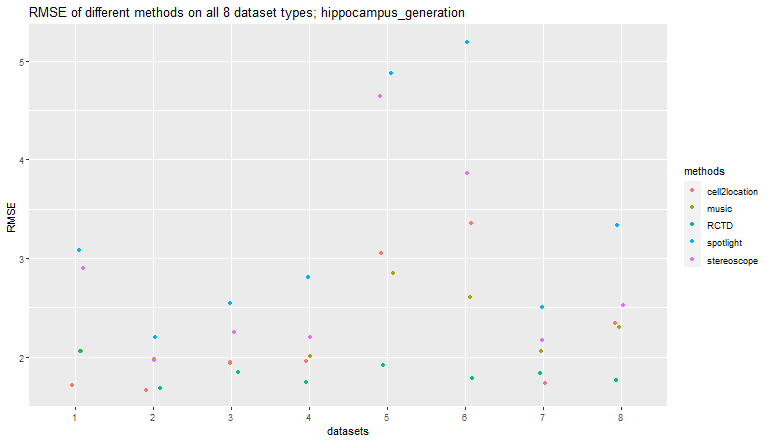 RMSE of different methods on all 8 dataset types; hippocampus_generation
5
4
3
2
RMSE
1 2 3 4 5 6 7 8
datasets
methods
cell2location
music
RCTD
spotlight
stereoscope